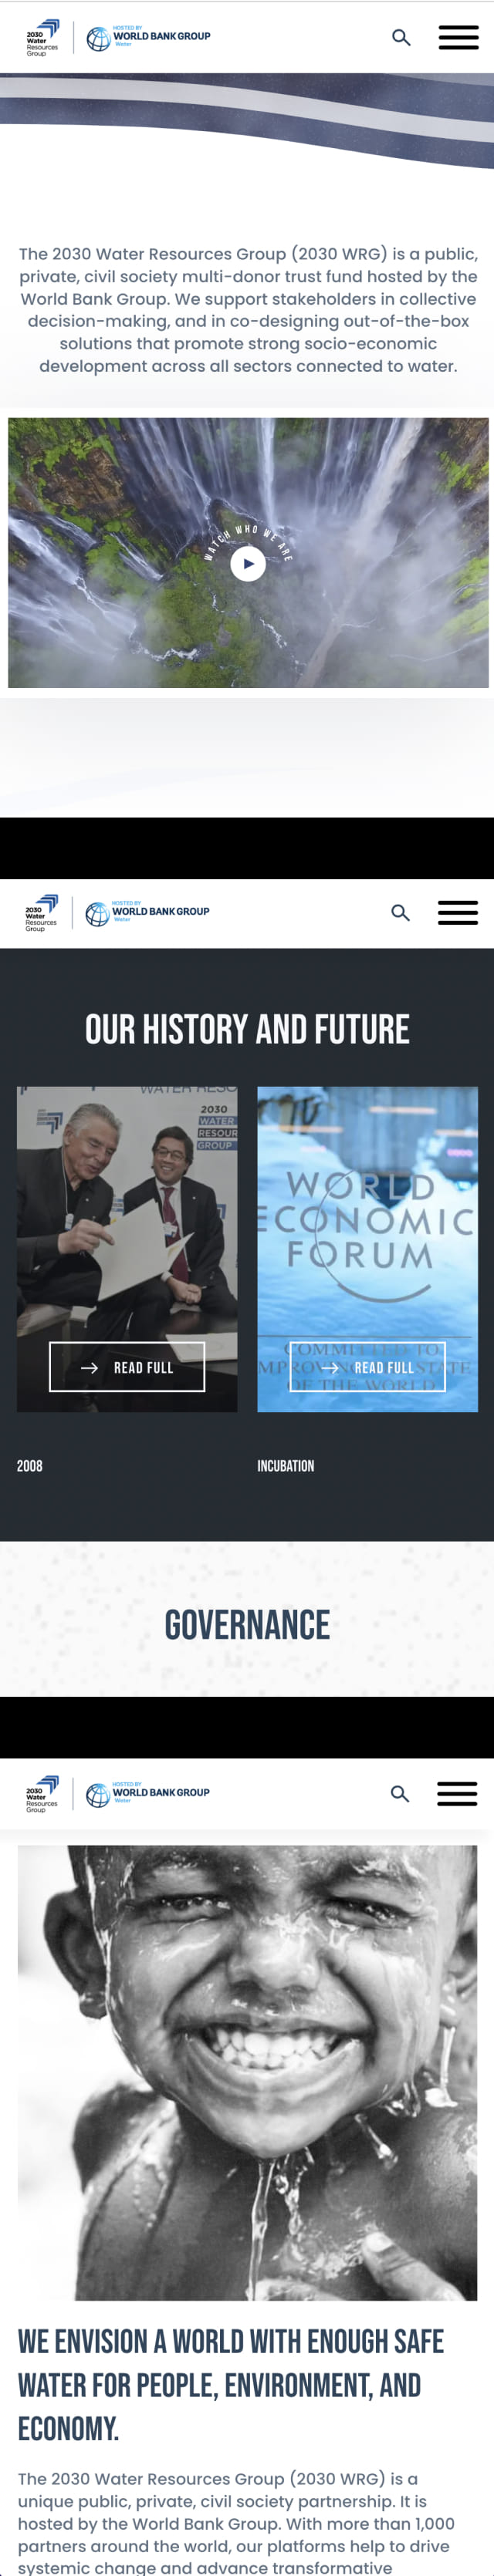 2030
Water
Resources
Group
HOSTED BY
WORLD BANK GROUP
Water
The 2030 Water Resources Group (2030 WRG) is a public,
private, civil society multi-donor trust fund hosted by the
World Bank Group. We support stakeholders in collective
decision-making, and in co-designing out-of-the-box
solutions that promote strong socio-economic
development across all sectors connected to water.
WATCH WHO WE ARE
2030
Water
Resources
Group
HOSTED BY
WORLD BANK GROUP
Water
OUR HISTORY AND FUTURE
WATER RESO
2030
WATER
RESOUR
GROUP
READ FULL
WORLD
ECONOMIC
FORUM
COMMITTED TO
READ FULL
OF THE WORLD
2008
INCUBATION
GOVERNANCE
2030
Water
Resources
Group
HOSTED BY
WORLD BANK GROUP
Water
WE ENVISION A WORLD WITH ENOUGH SAFE
WATER FOR PEOPLE, ENVIRONMENT, AND
ECONOMY.
The 2030 Water Resources Group (2030 WRG) is a
unique public, private, civil society partnership. It is
hosted by the World Bank Group. With more than 1,000
partners around the world, our platforms help to drive
systemic change and advance transformative